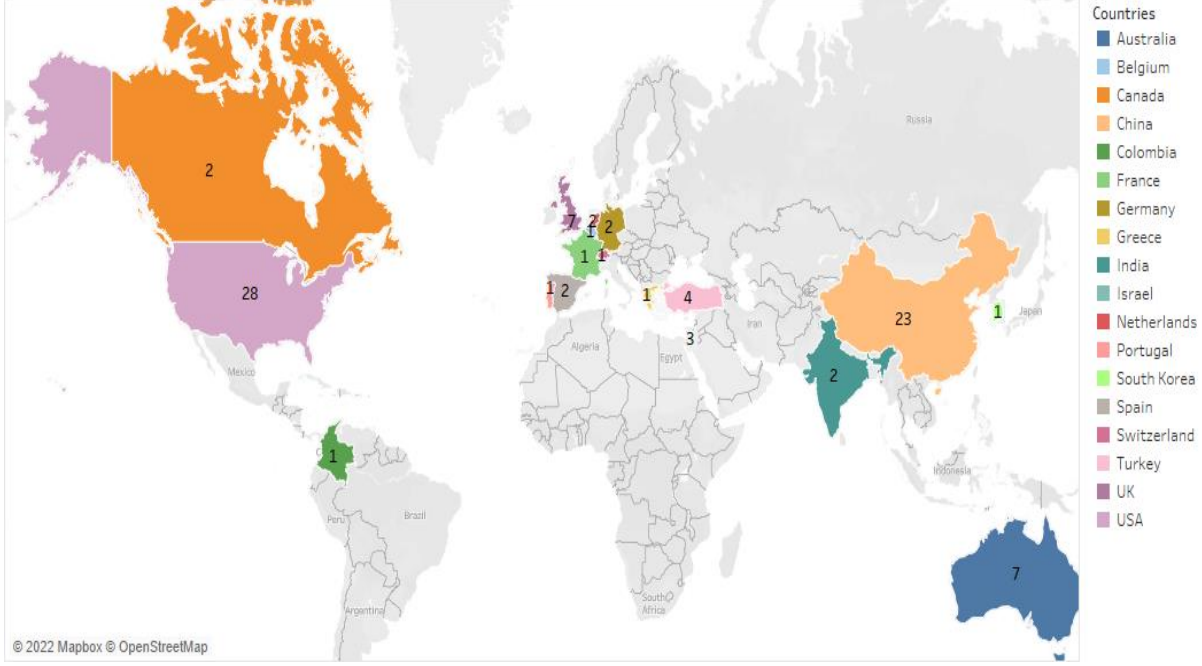 Countries
Australia
Belgium
Canada
China
Colombia
France
Germany
Greece
India
Israel
Netherlands
Portugal
South Korea
Spain
Switzerland
Turkey
UK
USA
Russia
2
7
2
2
1
1
1
28
1
2
1
4
3
23
1
Japan
Iran
Algeria
Egypt
Mexico
2
1
Indonesia
Peru
Brazil
7
South
Africa
Argentina
© 2022 Mapbox © OpenStreetMap